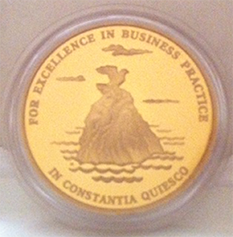 FOR EXCELLENCE IN BUSINESS PRACTICE
IN CONSTANTIA QUIESCO